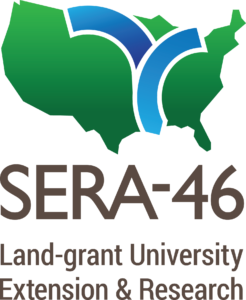 SERA-46
Land-grant University
Extension & Research